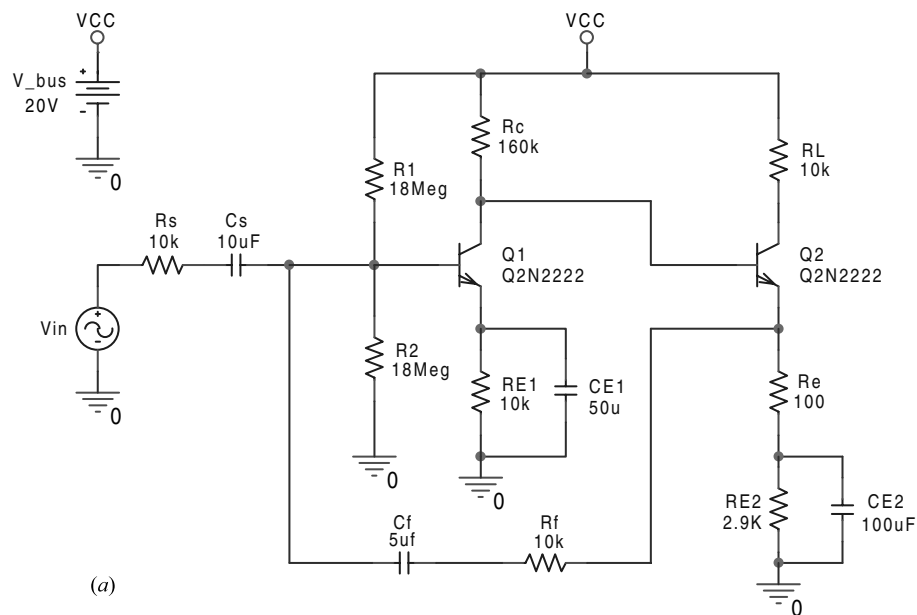 VCC
V_bus
20V
0
VCC
R1
18Meg
Rc
160k
RL
10k
Rs
10k
Cs
10uF
Q1
Q2N2222
Q2
Q2N2222
Vin
0
R2
18Meg
0
RE1
10k
CE1
50u
0
Re
100
RE2
2.9K
CE2
100uF
0
Cf
5uf
Rf
10k
(a)